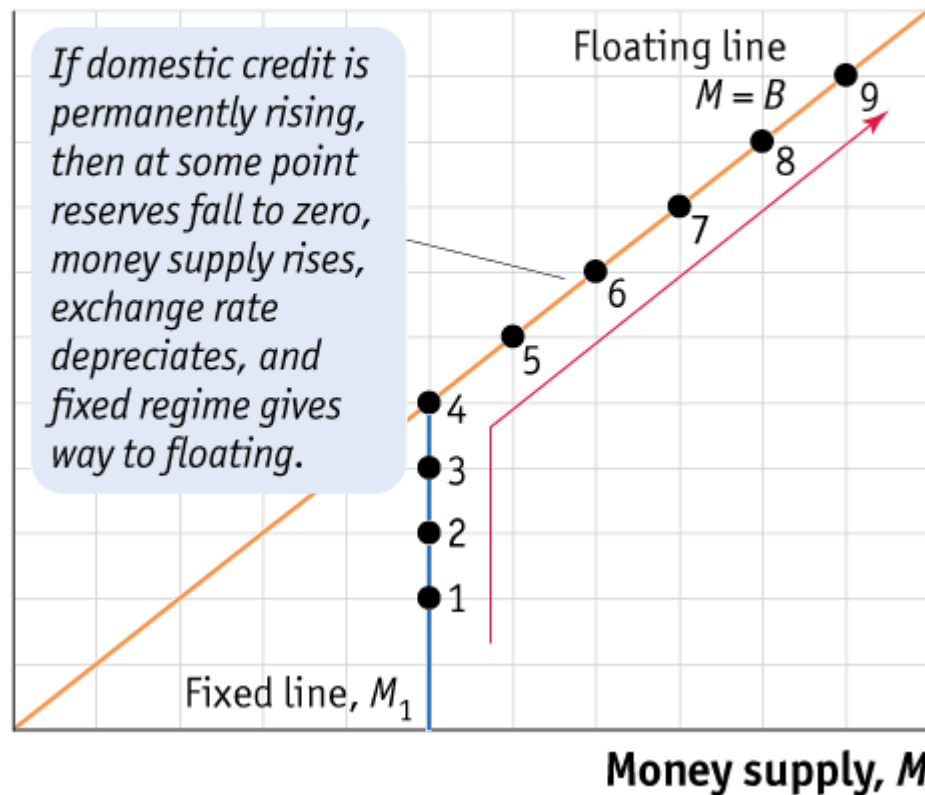 If domestic credit is
permanently rising,
then at some point
reserves fall to zero,
money supply rises,
exchange rate
depreciates, and
fixed regime gives
way to floating.
Floating line
M = B
9
8
7
6
5
4
3
2
1
Fixed line, M₁
Money supply, M